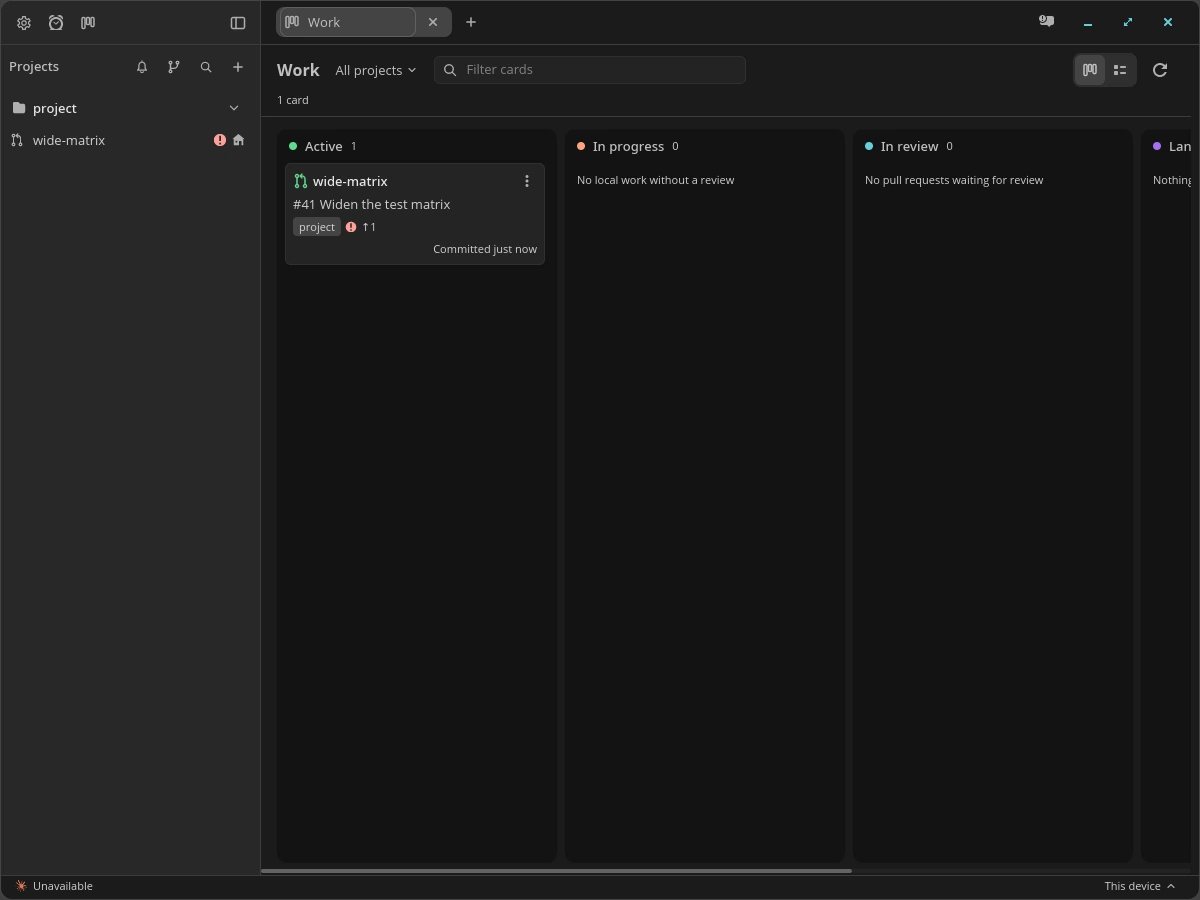 Work
Projects
project
wide-matrix
Work
All projects
Filter cards
1 card
Active 1
wide-matrix
#41 Widen the test matrix
project
↑1
Committed just now
In progress 0
No local work without a review
In review 0
No pull requests waiting for review
Lan
Nothing
Unavailable
This device